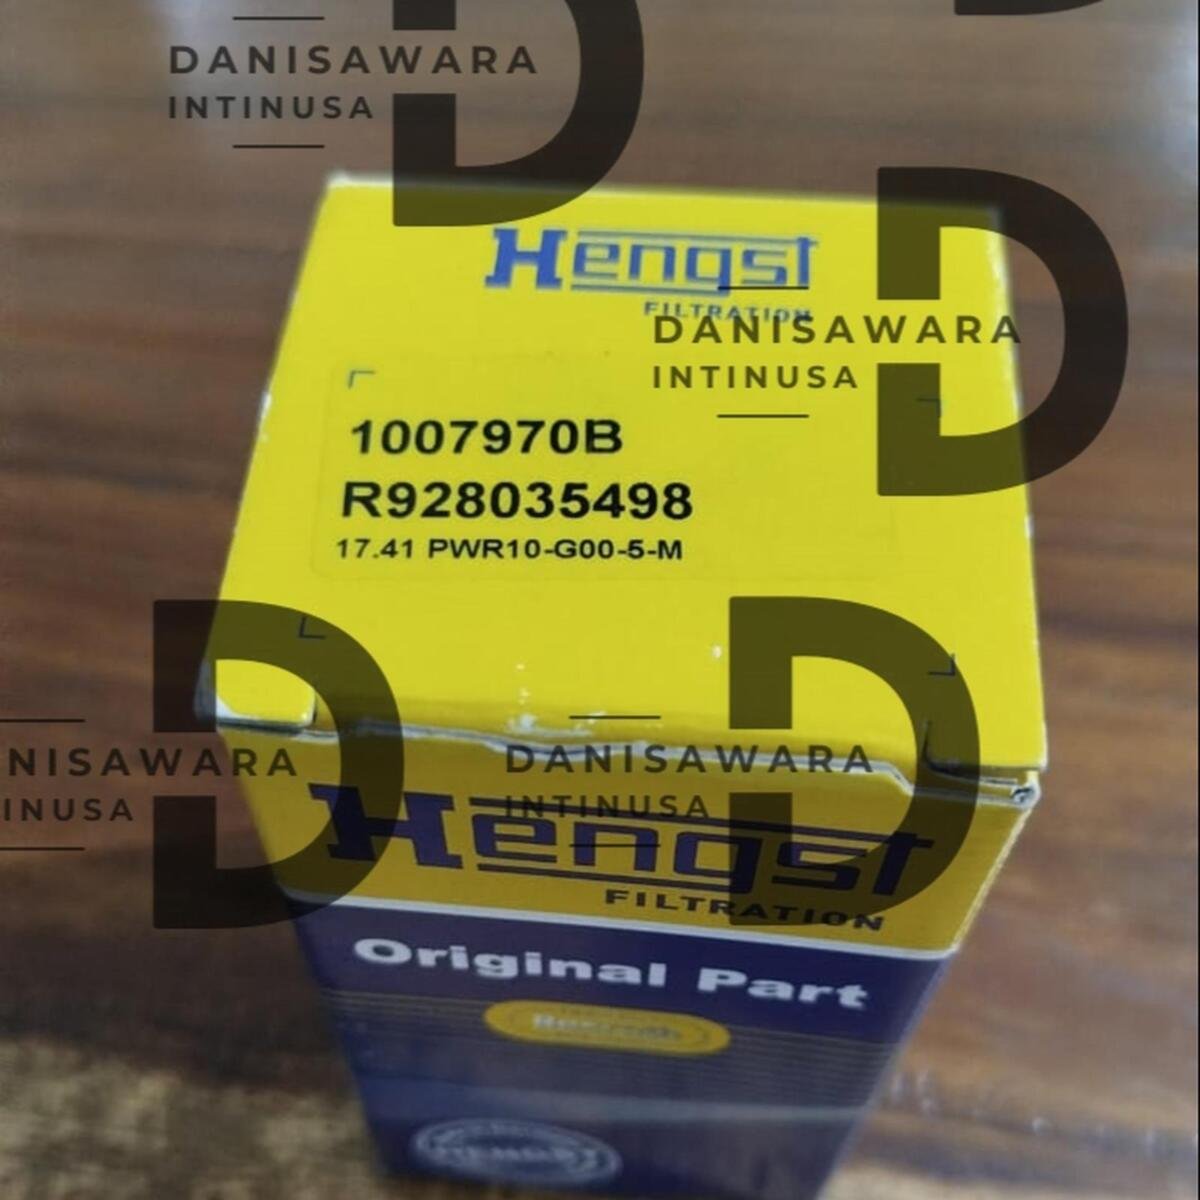 DANISAWARA
INTINUSA
Hengst
FILTRATION
DANISAWARA
INTINUSA
1007970B
R928035498
17.41 PWR10-G00-5-M
NISAWARA
INUSA
DANISAWARA
INTINUSA
Hengst
FILTRATION
Original Part
Rexroth